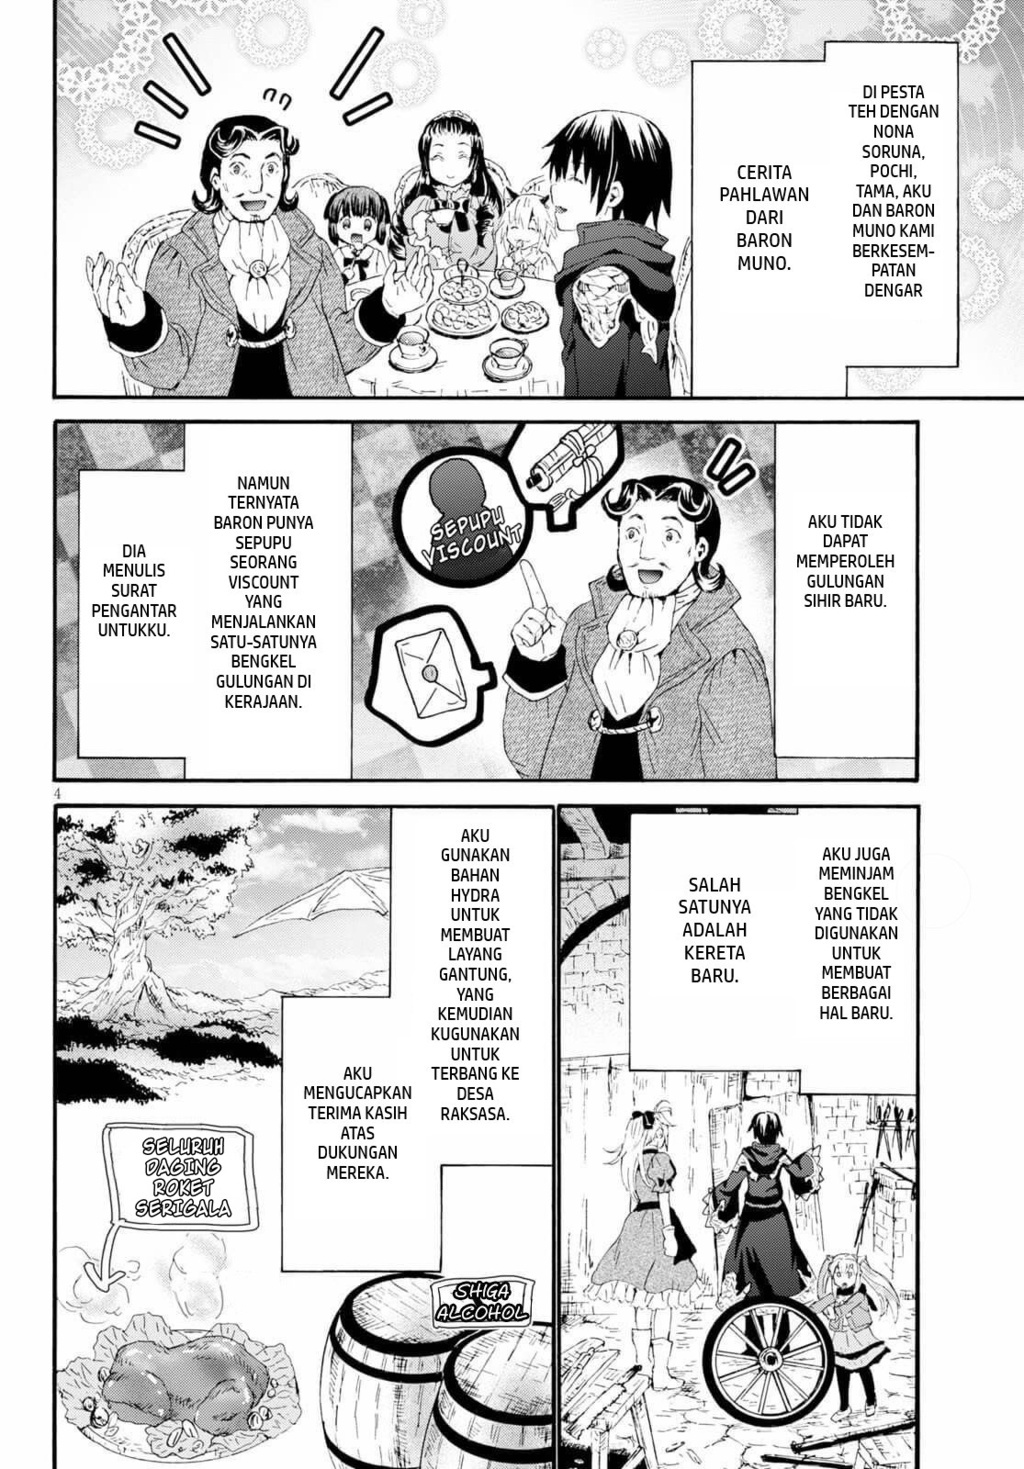 DI PESTA
TEH DENGAN
NONA
SORUNA,
POCHI,
TAMA, AKU
DAN BARON
MUNO KAMI
BERKESEM-
PATAN
DENGAR
CERITA
PAHLAWAN
DARI
BARON
MUNO.
AKU TIDAK
DAPAT
MEMPEROLEH
GULUNGAN
SIHIR BARU.
SEPUPU
VISCOUNT
NAMUN
TERNYATA
BARON PUNYA
SEPUPU
SEORANG
VISCOUNT
YANG
MENJALANKAN
SATU-SATUNYA
BENGKEL
GULUNGAN DI
KERAJAAN.
DIA
MENULIS
SURAT
PENGANTAR
UNTUKKU.
4
AKU JUGA
MEMINJAM
BENGKEL
YANG TIDAK
DIGUNAKAN
UNTUK
MEMBUAT
BERBAGAI
HAL BARU.
SALAH
SATUNYA
ADALAH
KERETA
BARU.
AKU
GUNAKAN
BAHAN
HYDRA
UNTUK
MEMBUAT
LAYANG
GANTUNG,
YANG
KEMUDIAN
KUGUNAKAN
UNTUK
TERBANG KE
DESA
RAKSASA.
AKU
MENGUCAPKAN
TERIMA KASIH
ATAS
DUKUNGAN
MEREKA.
SELURUH
DAGING
ROKET
SERIGALA
SHIGA
ALCOHOL